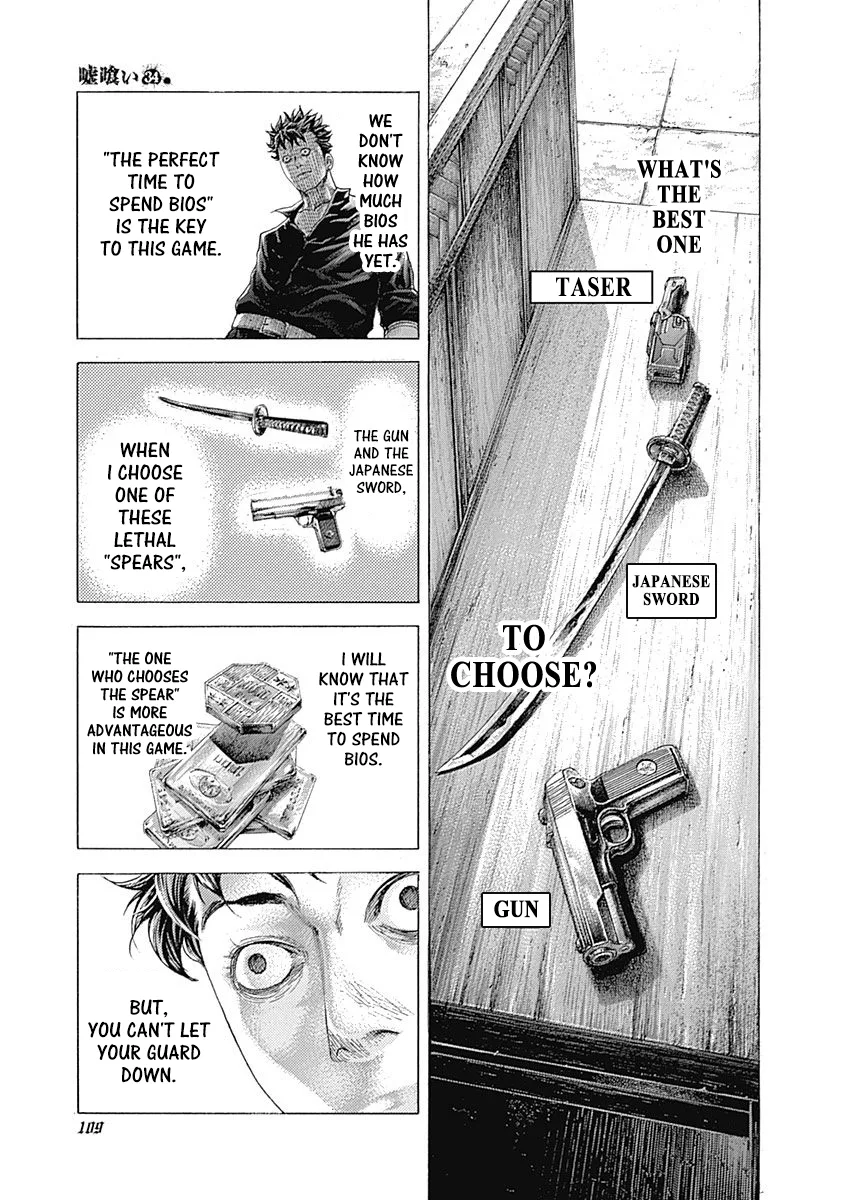 嘘喰い
WHAT'S
THE
BEST
ONE
TASER
JAPANESE
SWORD
TO
CHOOSE?
GUN
WE
DON'T
KNOW
HOW
MUCH
BIOS
HE HAS
YET.
"THE PERFECT
TIME TO
SPEND BIOS"
IS THE KEY
TO THIS GAME.
THE GUN
AND THE
JAPANESE
SWORD,
WHEN
I CHOOSE
ONE OF
THESE
LETHAL
"SPEARS",
I WILL
KNOW THAT
IT'S THE
BEST TIME
TO SPEND
BIOS.
"THE ONE
WHO CHOOSES
THE SPEAR"
IS MORE
ADVANTAGEOUS
IN THIS GAME.
BUT,
YOU CAN'T LET
YOUR GUARD
DOWN.
109